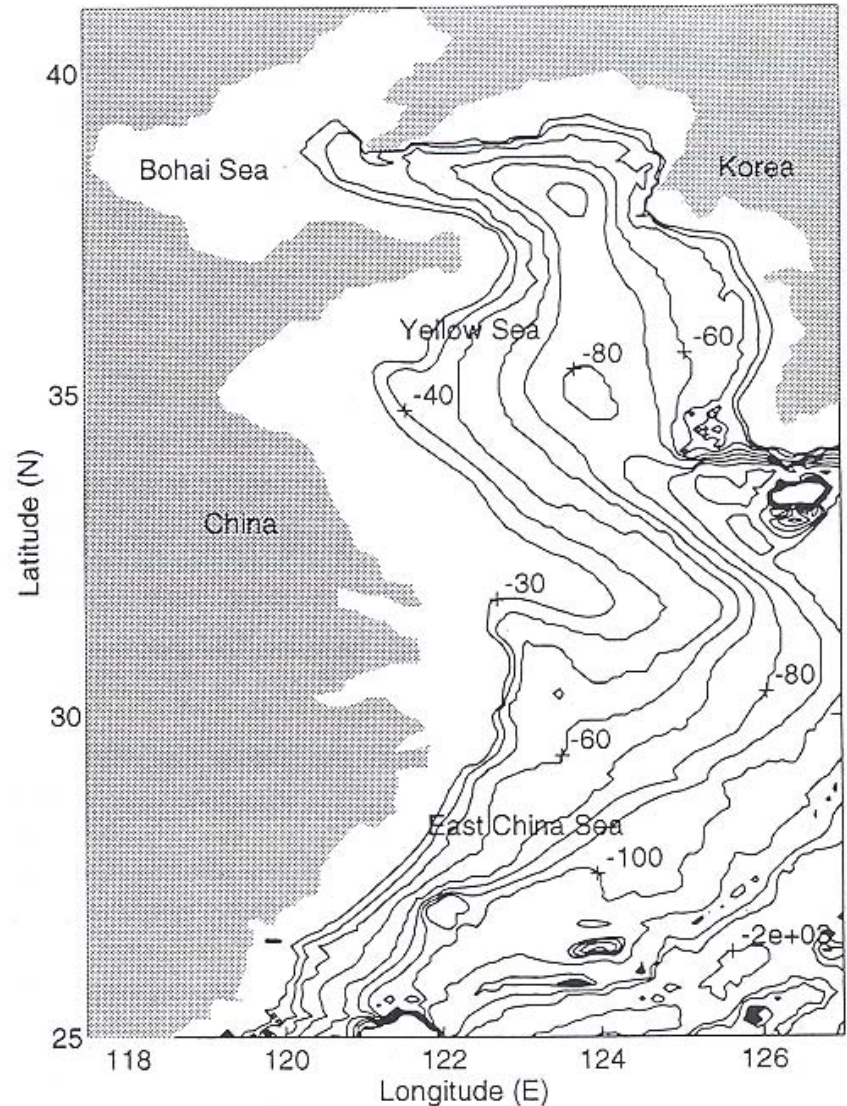 40
Bohai Sea
Korea
Yellow Sea
-60
-80
35
-40
Latitude (N)
China
-30
-80
30
-60
East China Sea
-100
-2e+03
25
118
120
122
124
126
Longitude (E)